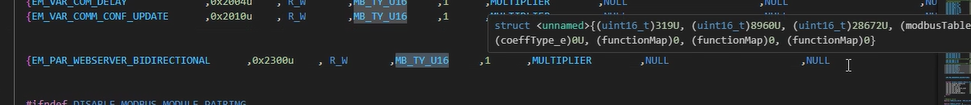 {EM_VAR_COM_DELAY ,0x2004u , R_W ,MB_TY_U16 ,1 ,MULTIPLIER ,NULL ,NULL
{EM_VAR_COMM_CONF_UPDATE ,0x2010u , R_W ,MB_TY_U16 ,1 ,MULTIPLIER ,NULL ,NULL
struct <unnamed>{(uint16_t)319U, (uint16_t)8960U, (uint16_t)28672U, (modbusTable
(coeffType_e)0U, (functionMap)0, (functionMap)0, (functionMap)0}
{EM_PAR_WEBSERVER_BIDIRECTIONAL ,0x2300u , R_W ,MB_TY_U16 ,1 ,MULTIPLIER ,NULL ,NULL
#ifndef DISABLE_MODBUS_MODULE_PAIRING